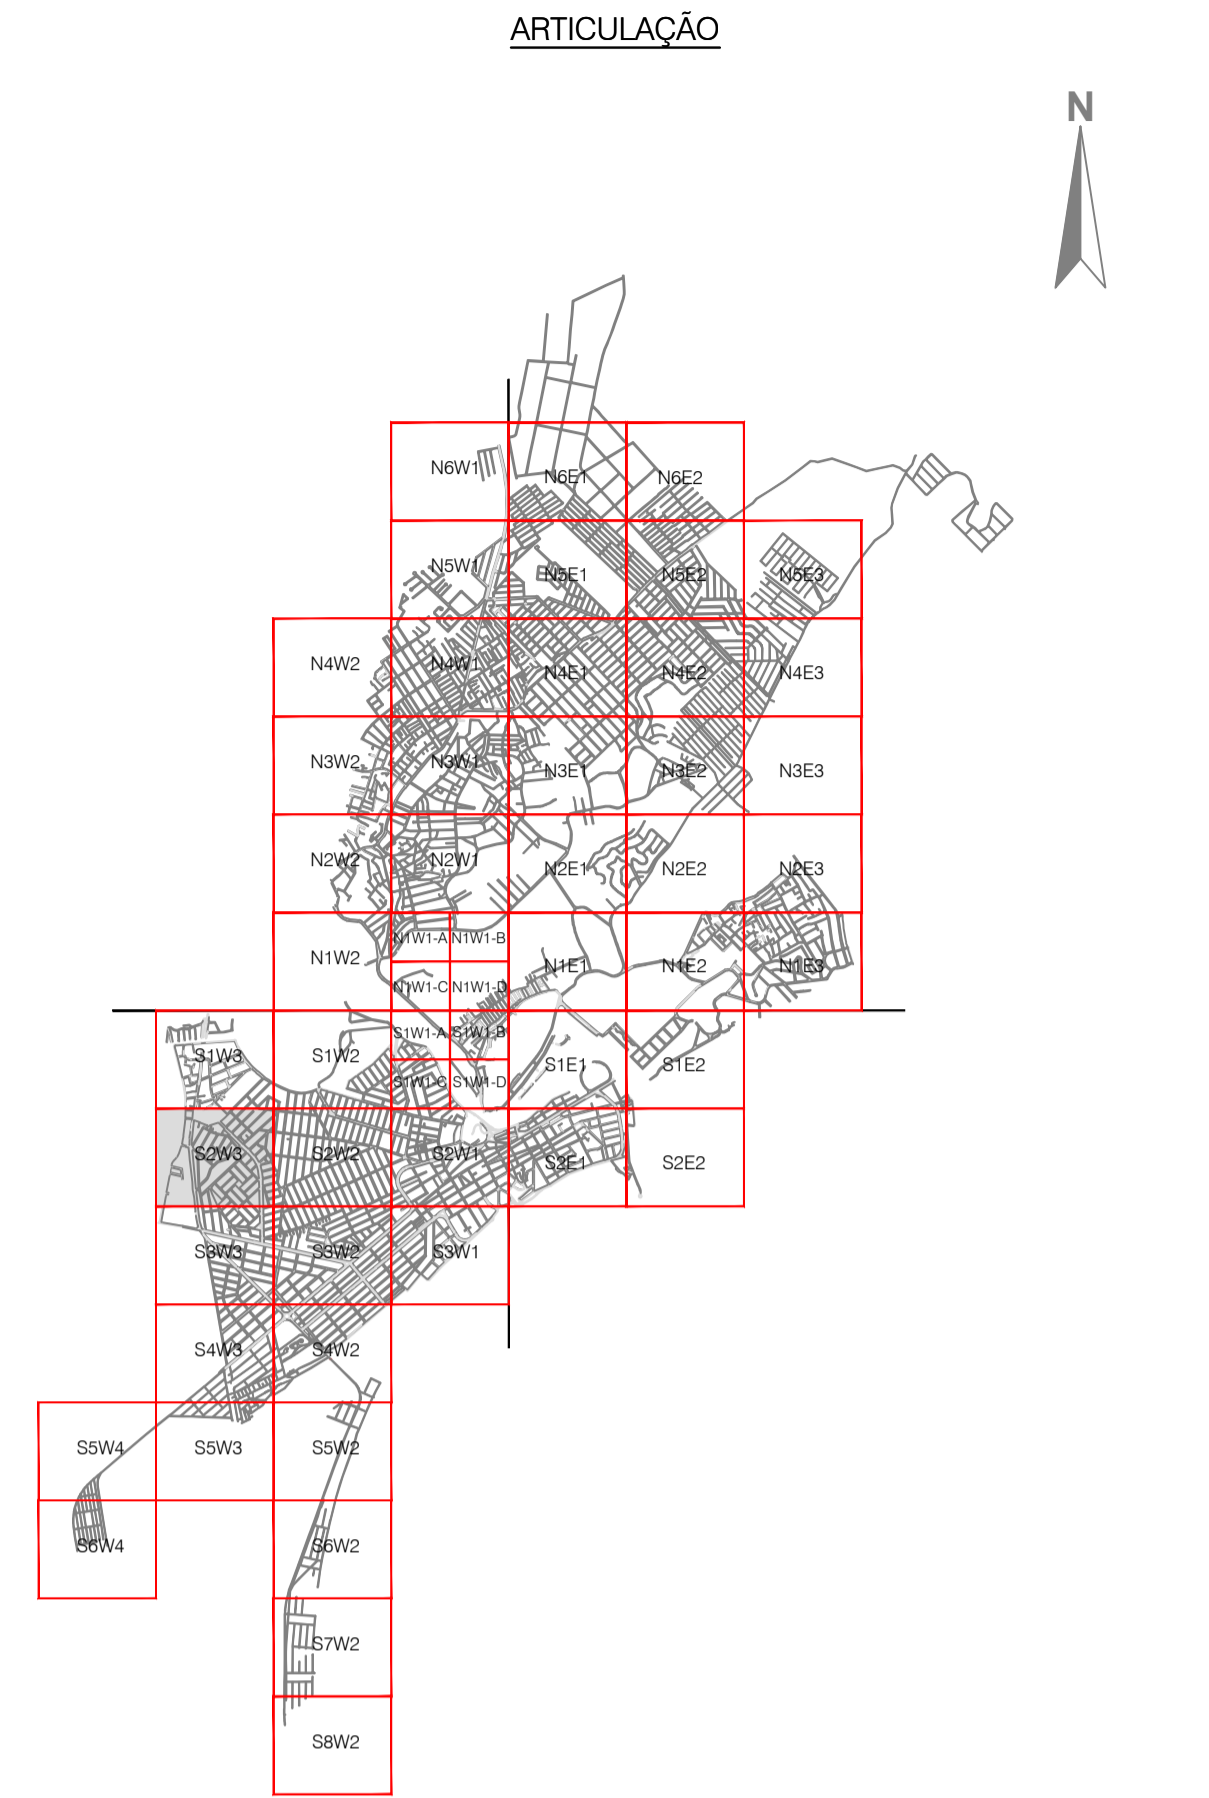 ARTICULAÇÃO
N
N6W1 N6E1 N6E2
N5W1 N5E1 N5E2 N5E3
N4W2 N4W1 N4E1 N4E2 N4E3
N3W2 N3W1 N3E1 N3E2 N3E3
N2W2 N2W1 N2E1 N2E2 N2E3
N1W1-A N1W1-B
N1W2 N1E1 N1E2 N1E3
N1W1-C N1W1-D
S1W1-A S1W1-B
S1W3 S1W2 S1E1 S1E2
S1W1-C S1W1-D
S2W3 S2W2 S2W1 S2E1 S2E2
S3W3 S3W2 S3W1
S4W3 S4W2
S5W4 S5W3 S5W2
S6W4 S6W2
S7W2
S8W2